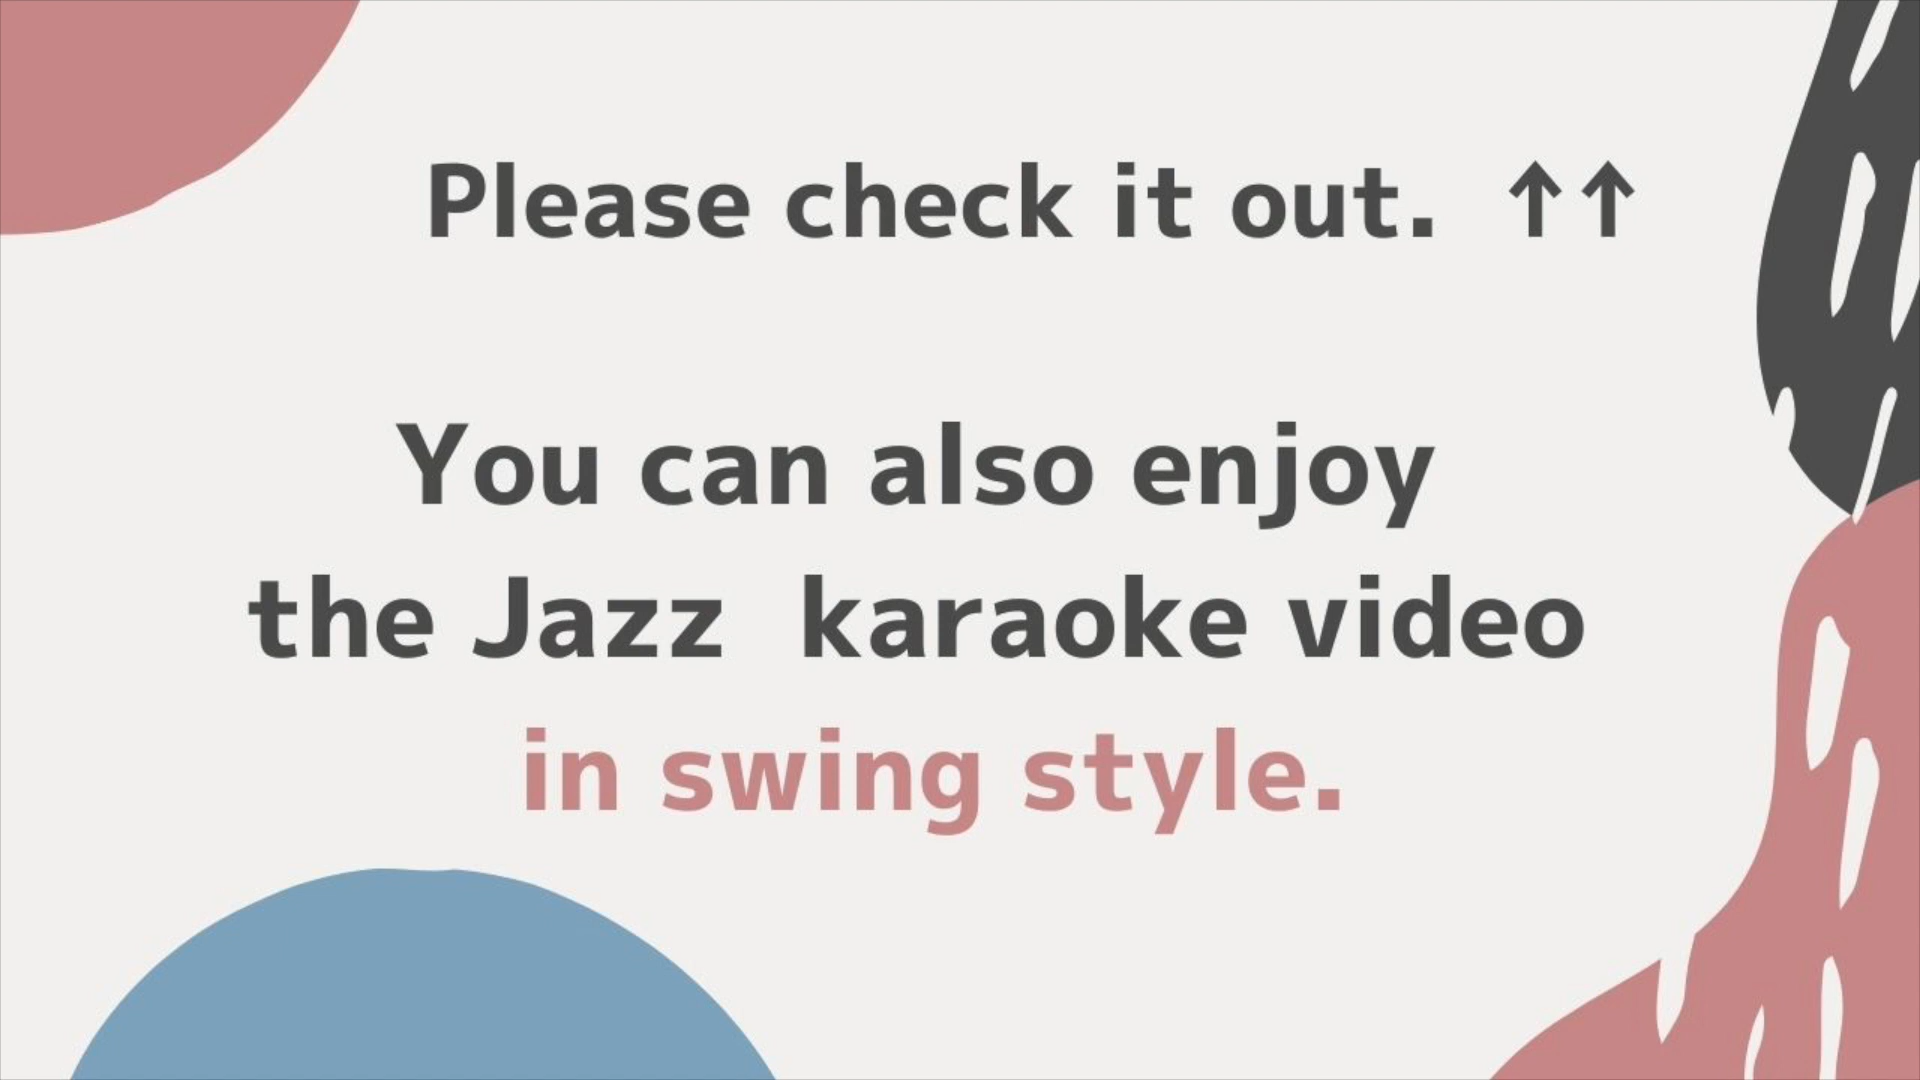 Please check it out.  ↑↑
You can also enjoy
the Jazz  karaoke video
in swing style.